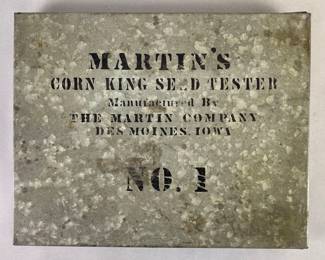 MARTIN'S
CORN KING SE D TESTER
Manufactured By
THE MARTIN COMPANY
DES MOINES, IOWA
NO. 1